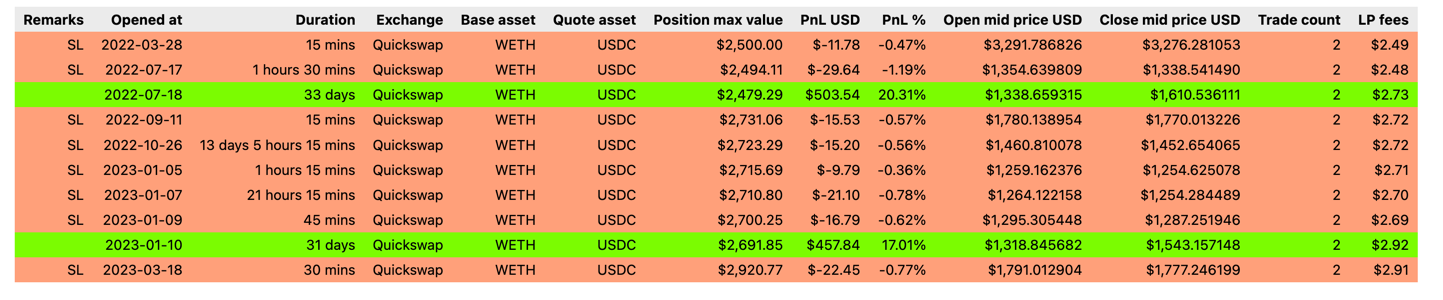 Remarks Opened at Duration Exchange Base asset Quote asset Position max value PnL USD PnL % Open mid price USD Close mid price USD Trade count LP fees
SL 2022-03-28 15 mins Quickswap WETH USDC $2,500.00 $-11.78 -0.47% $3,291.786826 $3,276.281053 2 $2.49
SL 2022-07-17 1 hours 30 mins Quickswap WETH USDC $2,494.11 $-29.64 -1.19% $1,354.639809 $1,338.541490 2 $2.48
2022-07-18 33 days Quickswap WETH USDC $2,479.29 $503.54 20.31% $1,338.659315 $1,610.536111 2 $2.73
SL 2022-09-11 15 mins Quickswap WETH USDC $2,731.06 $-15.53 -0.57% $1,780.138954 $1,770.013226 2 $2.72
SL 2022-10-26 13 days 5 hours 15 mins Quickswap WETH USDC $2,723.29 $-15.20 -0.56% $1,460.810078 $1,452.654065 2 $2.72
SL 2023-01-05 1 hours 15 mins Quickswap WETH USDC $2,715.69 $-9.79 -0.36% $1,259.162376 $1,254.625078 2 $2.71
SL 2023-01-07 21 hours 15 mins Quickswap WETH USDC $2,710.80 $-21.10 -0.78% $1,264.122158 $1,254.284489 2 $2.70
SL 2023-01-09 45 mins Quickswap WETH USDC $2,700.25 $-16.79 -0.62% $1,295.305448 $1,287.251946 2 $2.69
2023-01-10 31 days Quickswap WETH USDC $2,691.85 $457.84 17.01% $1,318.845682 $1,543.157148 2 $2.92
SL 2023-03-18 30 mins Quickswap WETH USDC $2,920.77 $-22.45 -0.77% $1,791.012904 $1,777.246199 2 $2.91